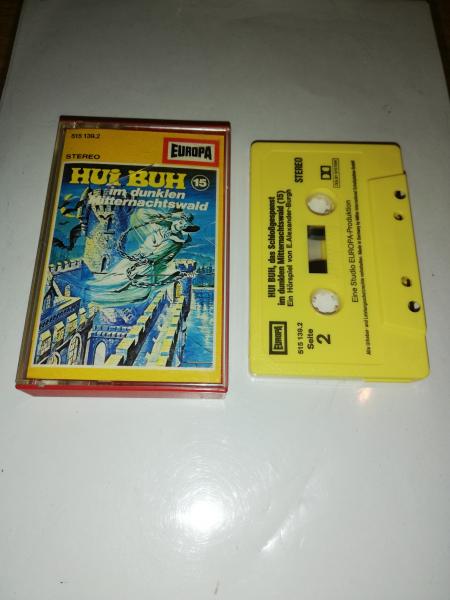 515 139.2
EUROPA
STEREO
HUI BUH 15
im dunklen
Mitternachtswald
HUI BUH, das Schloßgespenst
im dunklen Mitternachtswald (15)
Ein Hörspiel von E.Alexander-Burgh
STEREO
EUROPA
515 139.2
Seite
2
Eine Studio EUROPA-Produktion